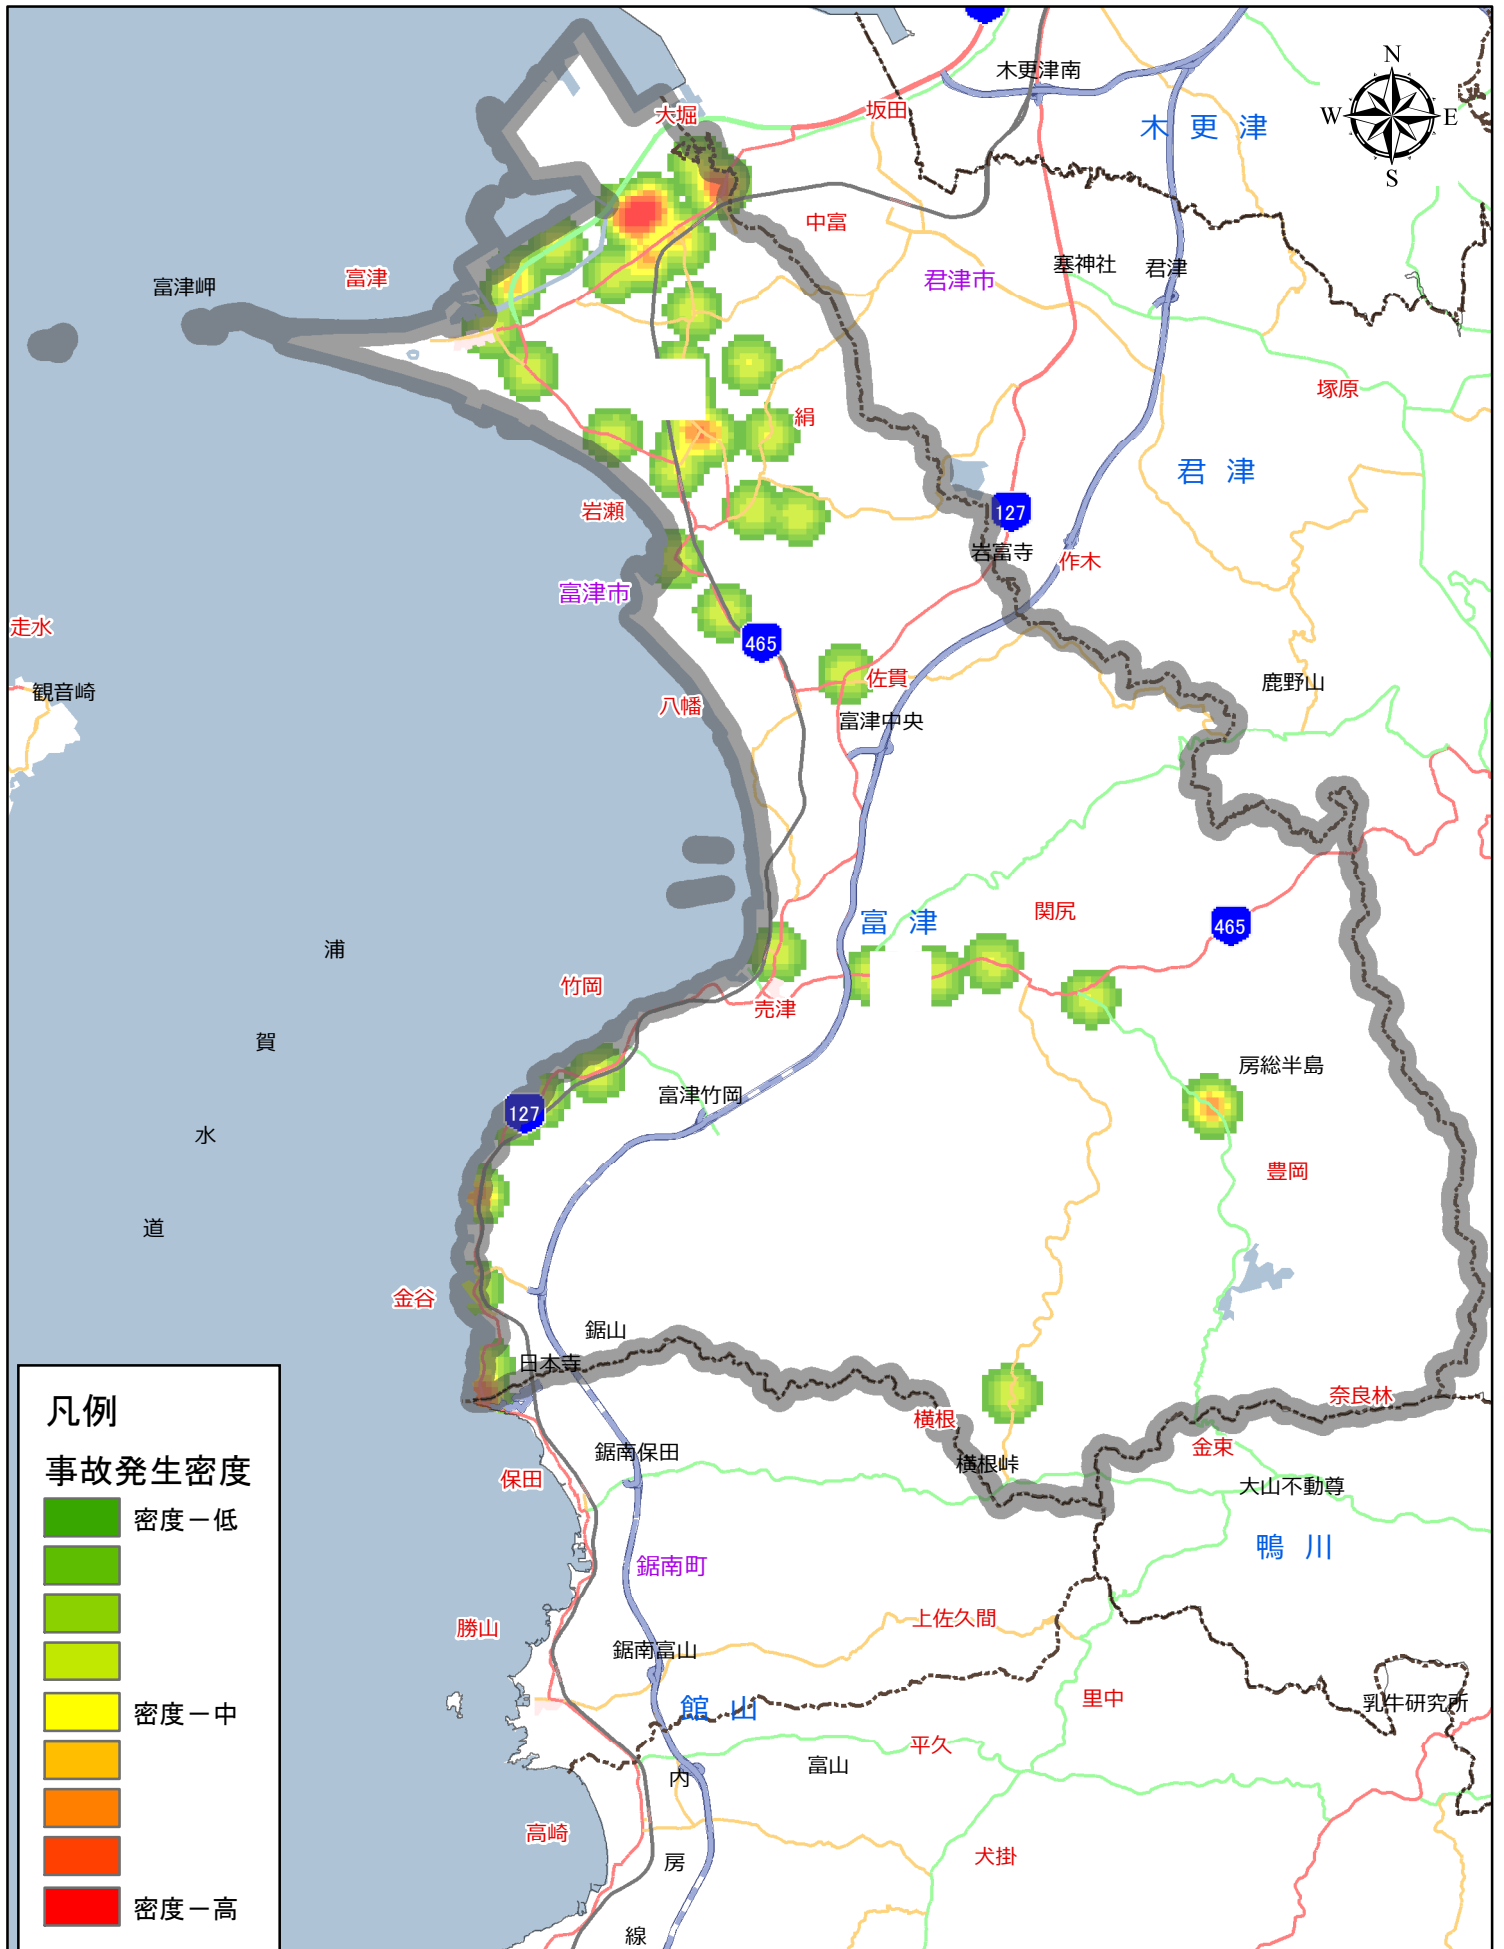 木更津南
N
W
E
S
大堀
坂田
木更津
中富
富津
富津岬
塞神社
君津
君津市
塚原
絹
君津
127
岩瀬
岩富寺
作木
富津市
走水
465
観音崎
佐貫
鹿野山
八幡
富津中央
関尻
富津
465
浦
賀
水
道
竹岡
売津
房総半島
富津竹岡
127
豊岡
金谷
鋸山
日本寺
奈良林
横根
金束
横根峠
大山不動尊
鋸南保田
保田
鴨川
鋸南町
上佐久間
勝山
鋸南富山
里中
館山
乳牛研究所
平久
富山
内
房
線
高崎
犬掛
凡例
事故発生密度
密度－低
密度－中
密度－高